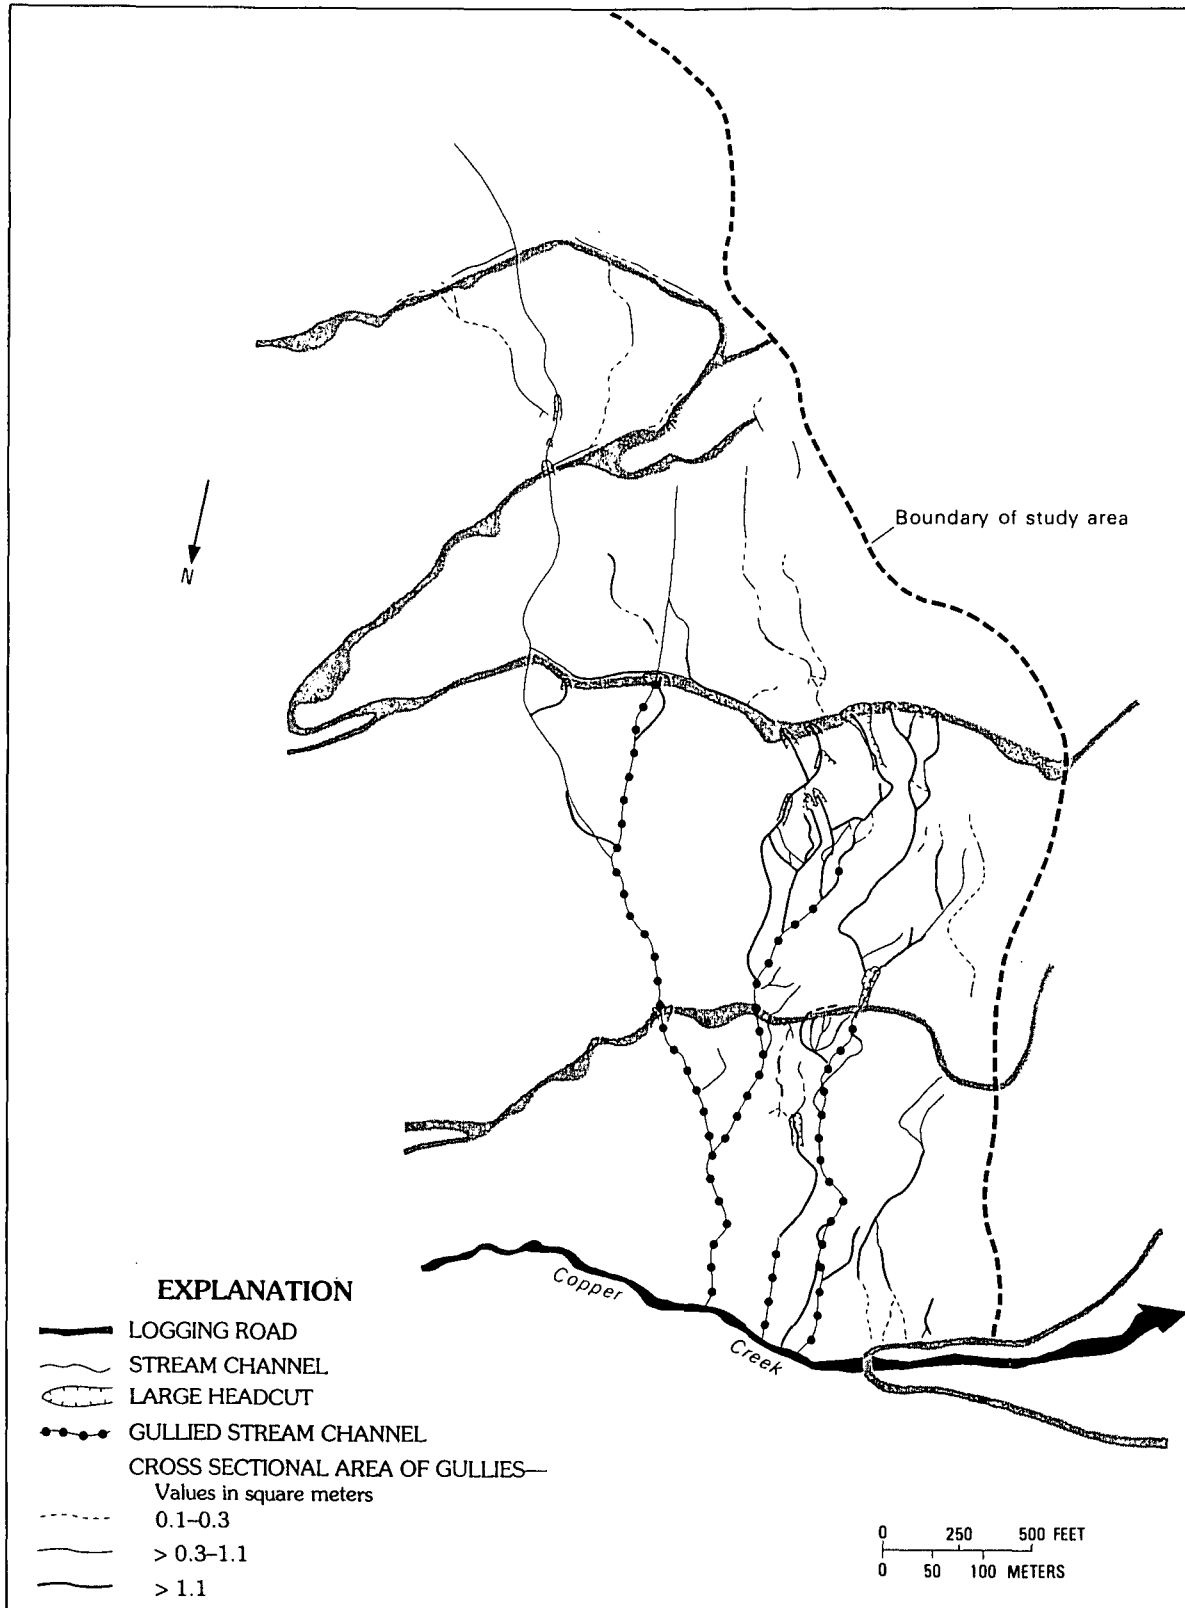 Boundary of study area
N
Copper
Creek
EXPLANATION
LOGGING ROAD
STREAM CHANNEL
LARGE HEADCUT
GULLIED STREAM CHANNEL
CROSS SECTIONAL AREA OF GULLIES—
Values in square meters
0.1–0.3
> 0.3–1.1
> 1.1
0 250 500 FEET
0 50 100 METERS